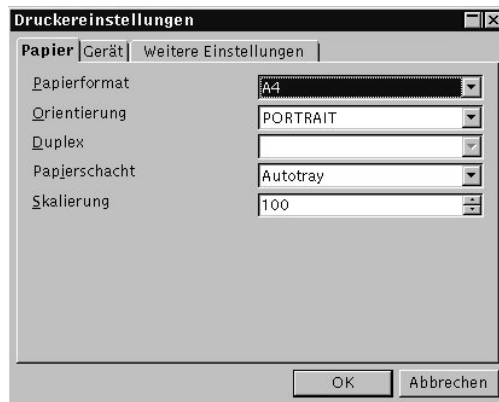 Druckereinstellungen
Papier Gerät Weitere Einstellungen
Papierformat A4
Orientierung PORTRAIT
Duplex
Papierschacht Autotray
Skalierung 100
OK Abbrechen